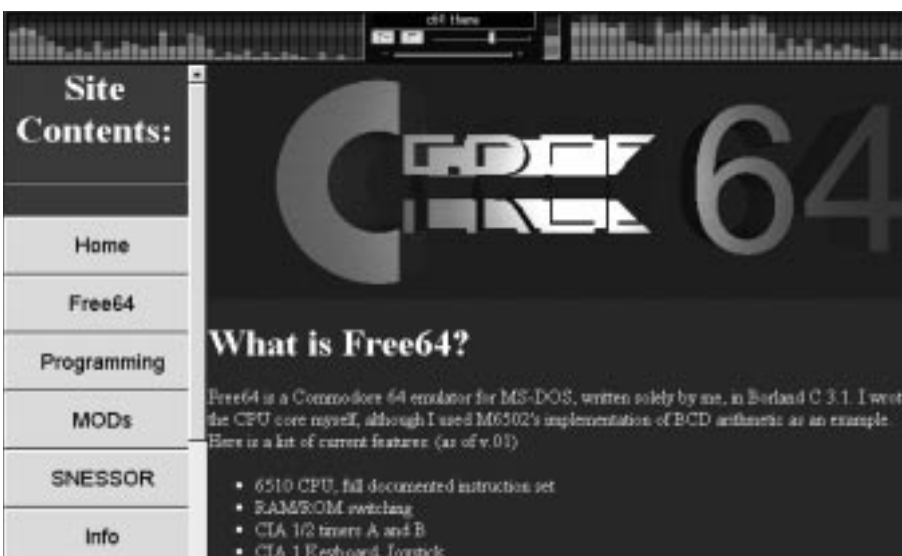 c64 theme
Site
Contents:
Home
Free64
Programming
MODs
SNESSOR
Info
FREE 64
What is Free64?
Free64 is a Commodore 64 emulator for MS-DOS, written solely by me, in Borland C 3.1. I wrot
the CPU core myself, although I used M6502's implementation of BCD arithmetic as an example.
Here is a list of current features: (as of v.01)
6510 CPU, full documented instruction set
RAM/ROM switching
CIA 1/2 timers A and B
CIA 1 Keyboard, Joystick